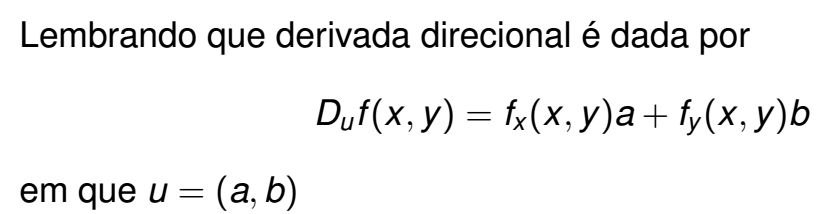 Lembrando que derivada direcional é dada por
D_u f(x, y) = f_x(x, y)a + f_y(x, y)b
em que u = (a, b)